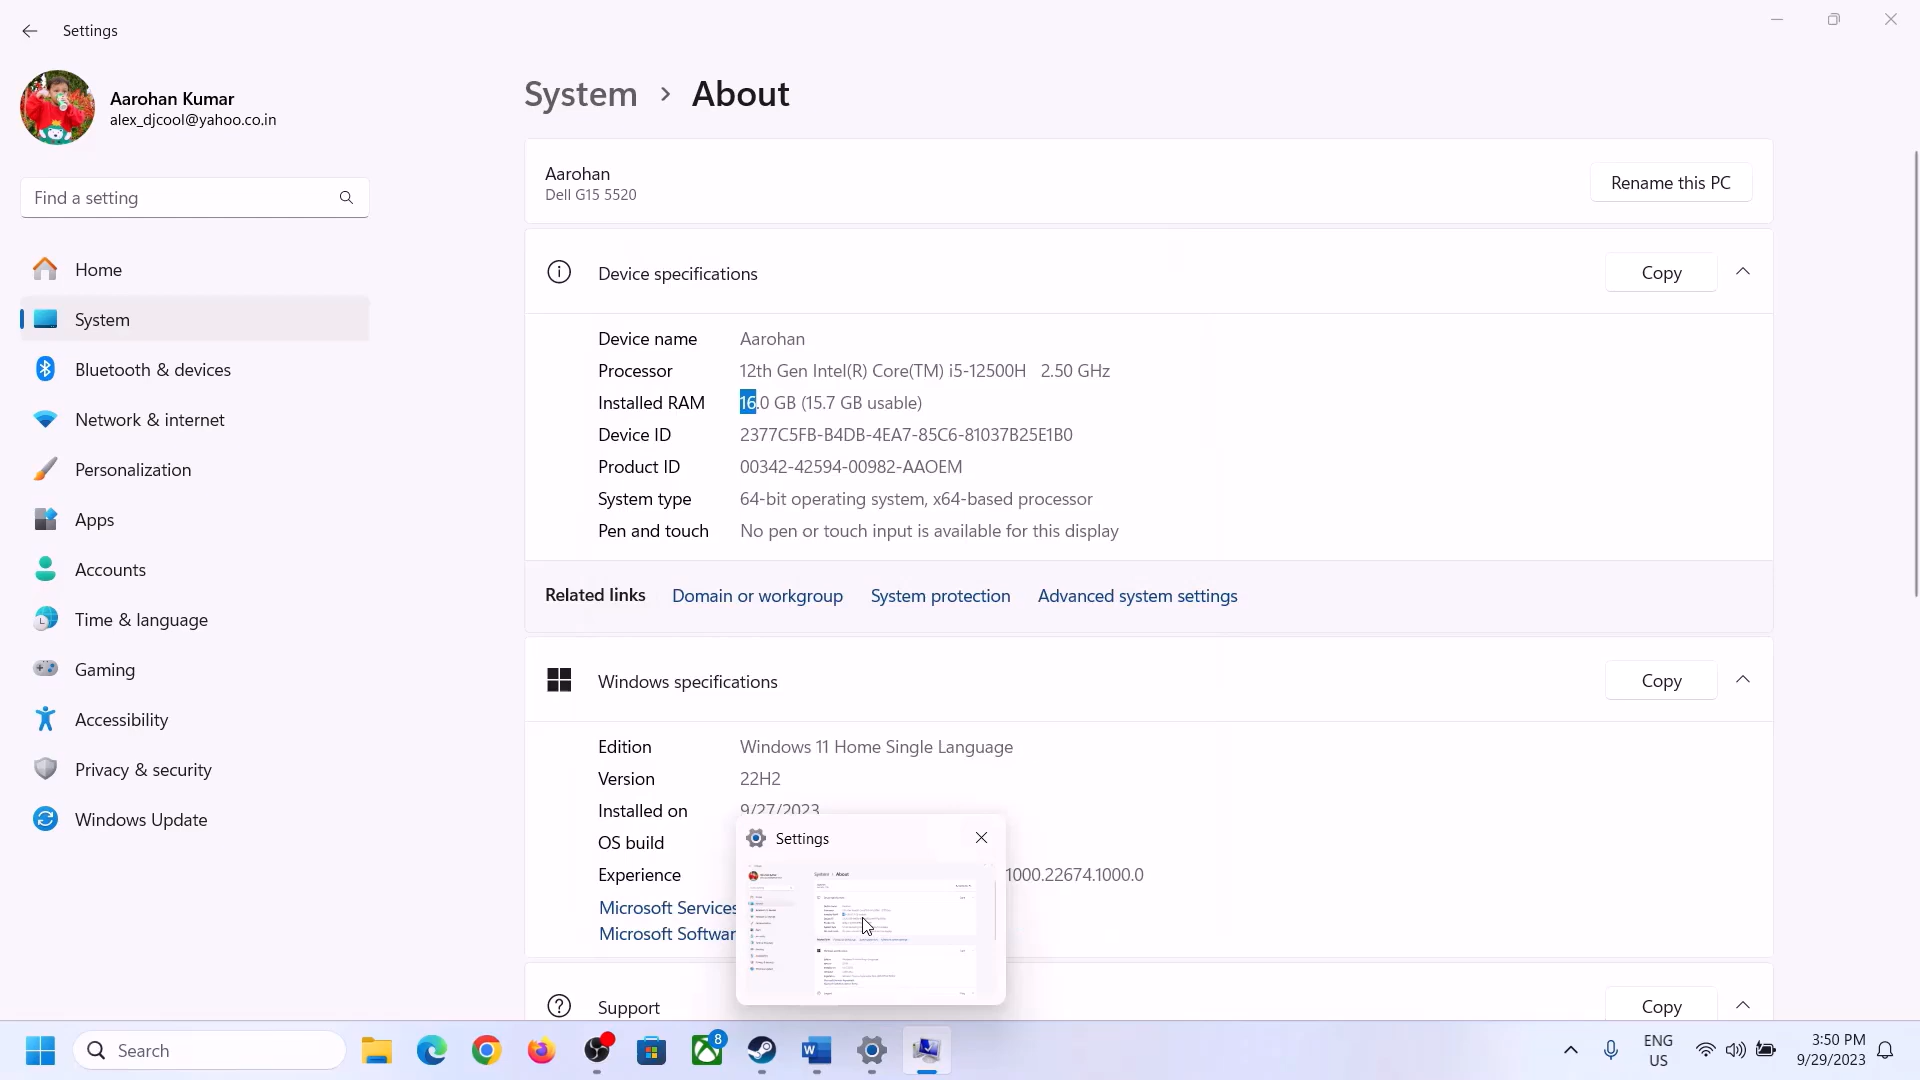 Settings
Aarohan Kumar
alex_djcool@yahoo.co.in
Find a setting
Home
System
Bluetooth & devices
Network & internet
Personalization
Apps
Accounts
Time & language
Gaming
Accessibility
Privacy & security
Windows Update
System > About
Aarohan
Dell G15 5520
Rename this PC
Device specifications
Copy
Device name Aarohan
Processor 12th Gen Intel(R) Core(TM) i5-12500H 2.50 GHz
Installed RAM 16.0 GB (15.7 GB usable)
Device ID 2377C5FB-B4DB-4EA7-85C6-81037B25E1B0
Product ID 00342-42594-00982-AAOEM
System type 64-bit operating system, x64-based processor
Pen and touch No pen or touch input is available for this display
Related links Domain or workgroup System protection Advanced system settings
Windows specifications
Copy
Edition Windows 11 Home Single Language
Version 22H2
Installed on 9/27/2023
OS build
Experience 1000.22674.1000.0
Microsoft Services
Microsoft Softwar
Settings
System > About
Support
Copy
Search
8
ENG
US
3:50 PM
9/29/2023